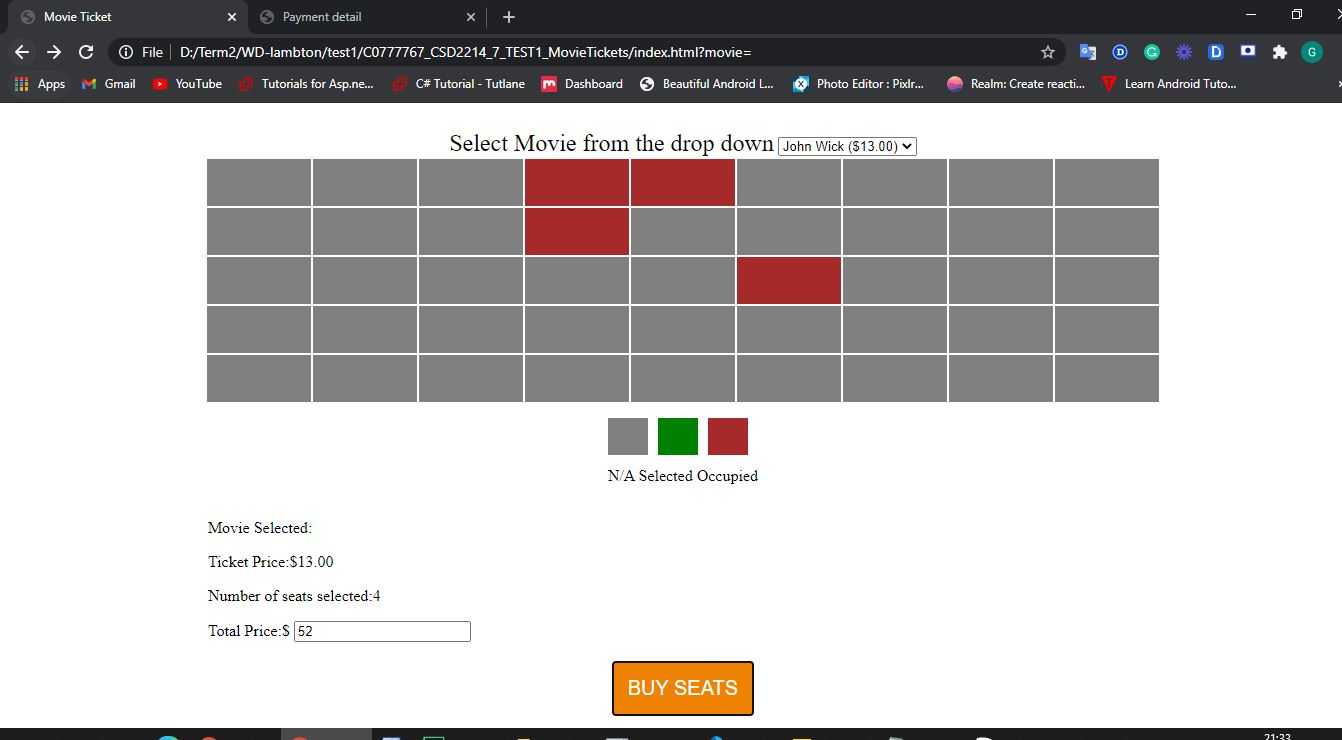 Movie Ticket
Payment detail
File D:/Term2/WD-lambton/test1/C0777767_CSD2214_7_TEST1_MovieTickets/index.html?movie=
G
Apps Gmail YouTube Tutorials for Asp.ne... C# Tutorial - Tutlane Dashboard Beautiful Android L... Photo Editor : Pixlr... Realm: Create reacti... Learn Android Tuto...
Select Movie from the drop down John Wick ($13.00)
N/A Selected Occupied
Movie Selected:
Ticket Price:$13.00
Number of seats selected:4
Total Price:$ 52
BUY SEATS
21:33